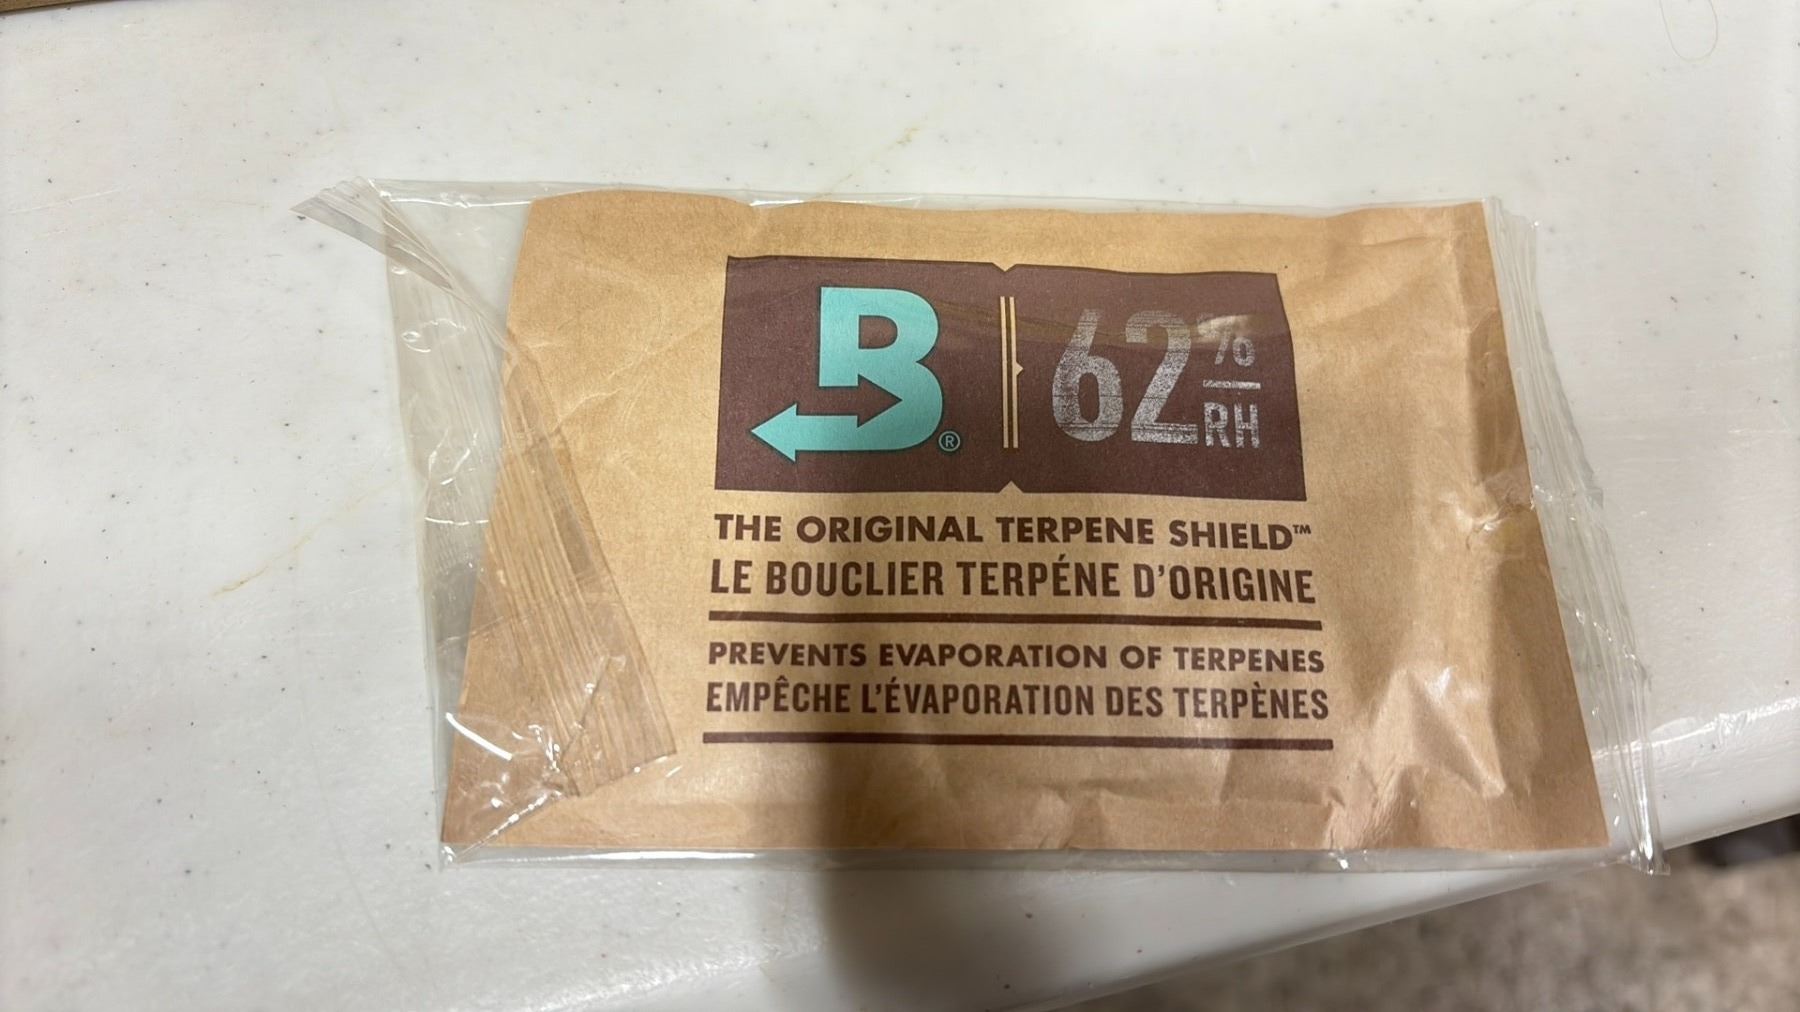 B® 62%
RH
THE ORIGINAL TERPENE SHIELD™
LE BOUCLIER TERPÉNE D'ORIGINE
PREVENTS EVAPORATION OF TERPENES
EMPÊCHE L'ÉVAPORATION DES TERPÈNES